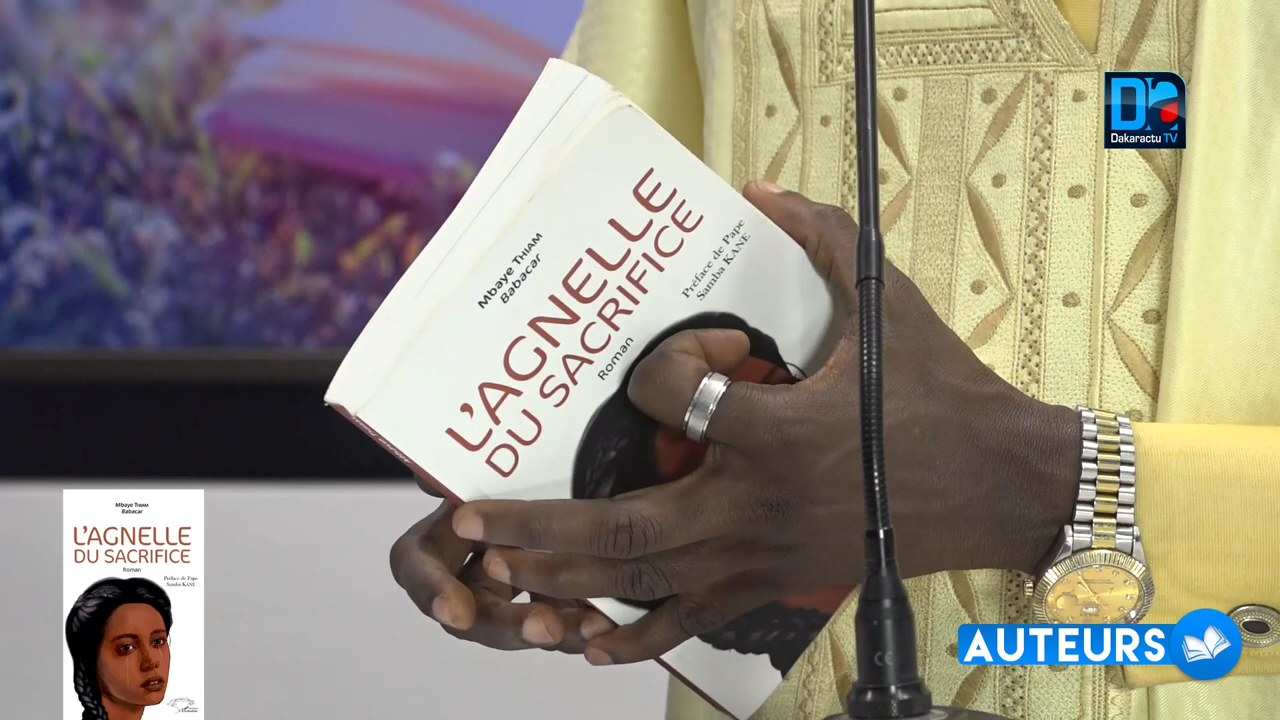 Mbaye THIAM
Babacar
L'AGNELLE
DU SACRIFICE
Roman
Préface de Pape
Samba KANE
Dakaractu TV
CE
Mbaye THIAM
Babacar
L'AGNELLE
DU SACRIFICE
Roman
Préface de Pape
Samba KANE
AUTEURS